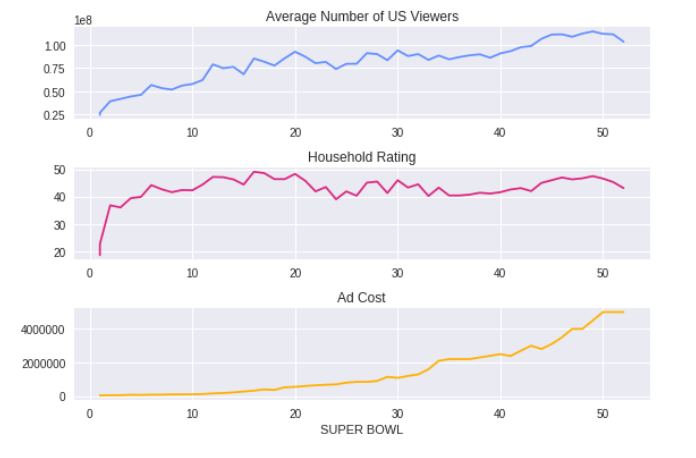 Average Number of US Viewers
1e8
1.00
0.75
0.50
0.25
0 10 20 30 40 50
Household Rating
50
40
30
20
0 10 20 30 40 50
Ad Cost
4000000
2000000
0
0 10 20 30 40 50
SUPER BOWL